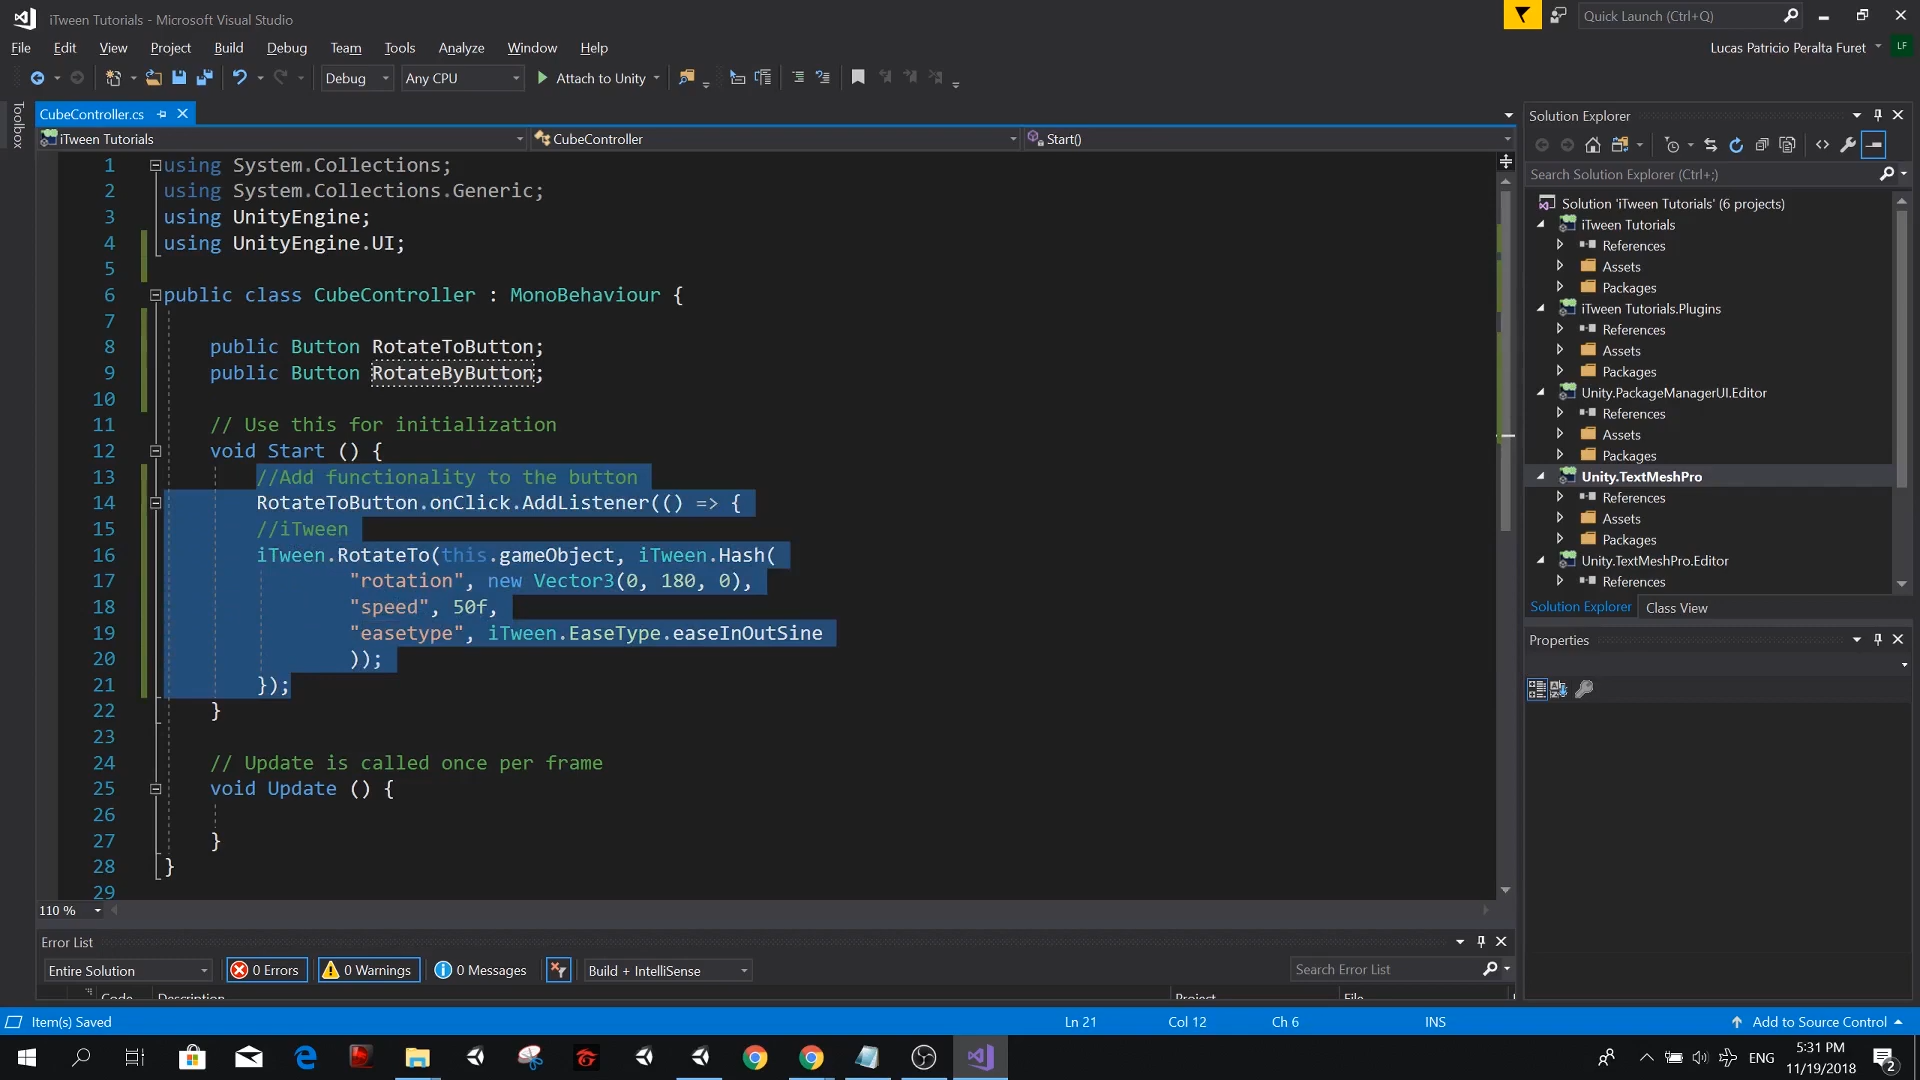 iTween Tutorials - Microsoft Visual Studio
Quick Launch (Ctrl+Q)
File Edit View Project Build Debug Team Tools Analyze Window Help
Lucas Patricio Peralta Furet LF
Debug Any CPU Attach to Unity
Toolbox
CubeController.cs
iTween Tutorials CubeController Start()
1 using System.Collections;
2 using System.Collections.Generic;
3 using UnityEngine;
4 using UnityEngine.UI;
5
6 public class CubeController : MonoBehaviour {
7
8 public Button RotateToButton;
9 public Button RotateByButton;
10
11 // Use this for initialization
12 void Start () {
13 //Add functionality to the button
14 RotateToButton.onClick.AddListener(() => {
15 //iTween
16 iTween.RotateTo(this.gameObject, iTween.Hash(
17 "rotation", new Vector3(0, 180, 0),
18 "speed", 50f,
19 "easetype", iTween.EaseType.easeInOutSine
20 ));
21 });
22 }
23
24 // Update is called once per frame
25 void Update () {
26
27 }
28 }
29
110 %
Solution Explorer
Search Solution Explorer (Ctrl+;)
Solution 'iTween Tutorials' (6 projects)
iTween Tutorials
References
Assets
Packages
iTween Tutorials.Plugins
References
Assets
Packages
Unity.PackageManagerUI.Editor
References
Assets
Packages
Unity.TextMeshPro
References
Assets
Packages
Unity.TextMeshPro.Editor
References
Solution Explorer Class View
Properties
Error List
Entire Solution 0 Errors 0 Warnings 0 Messages Build + IntelliSense Search Error List
Code Description Project File
Item(s) Saved Ln 21 Col 12 Ch 6 INS Add to Source Control
ENG
5:31 PM
11/19/2018
2